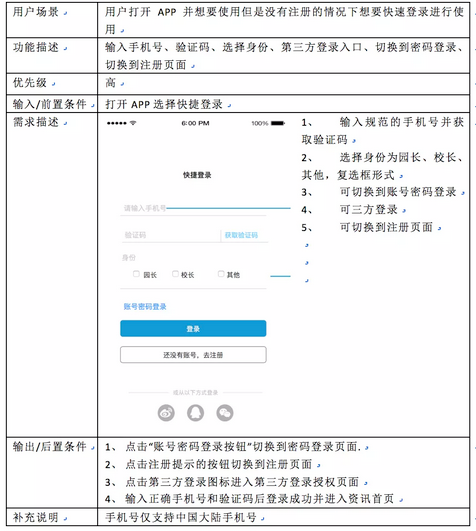 用户场景
用户打开 APP 并想要使用但是没有注册的情况下想要快速登录进行使
用
功能描述
输入手机号、验证码、选择身份、第三方登录入口、切换到密码登录、
切换到注册页面
优先级
高
输入/前置条件
打开 APP 选择快捷登录
需求描述
6:00 PM
100%
快捷登录
请输入手机号
验证码
获取验证码
身份
园长
校长
其他
账号密码登录
登录
还没有账号，去注册
或从以下方式登录
1、 输入规范的手机号并获
取验证码
2、 选择身份为园长、校长、
其他，复选框形式
3、 可切换到账号密码登录
4、 可三方登录
5、 可切换到注册页面
输出/后置条件
1、 点击“账号密码登录按钮”切换到密码登录页面.
2、 点击注册提示的按钮切换到注册页面
3、 点击第三方登录图标进入第三方登录授权页面
4、 输入正确手机号和验证码后登录成功并进入资讯首页
补充说明
手机号仅支持中国大陆手机号